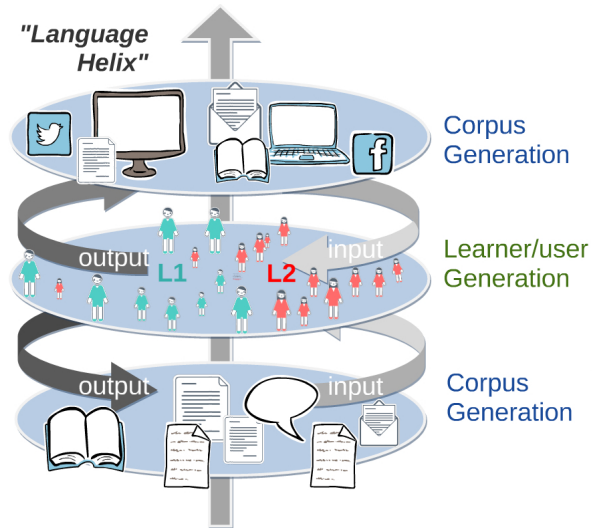 "Language
Helix"
Corpus
Generation
output
input
L1
L2
Learner/user
Generation
output
input
Corpus
Generation